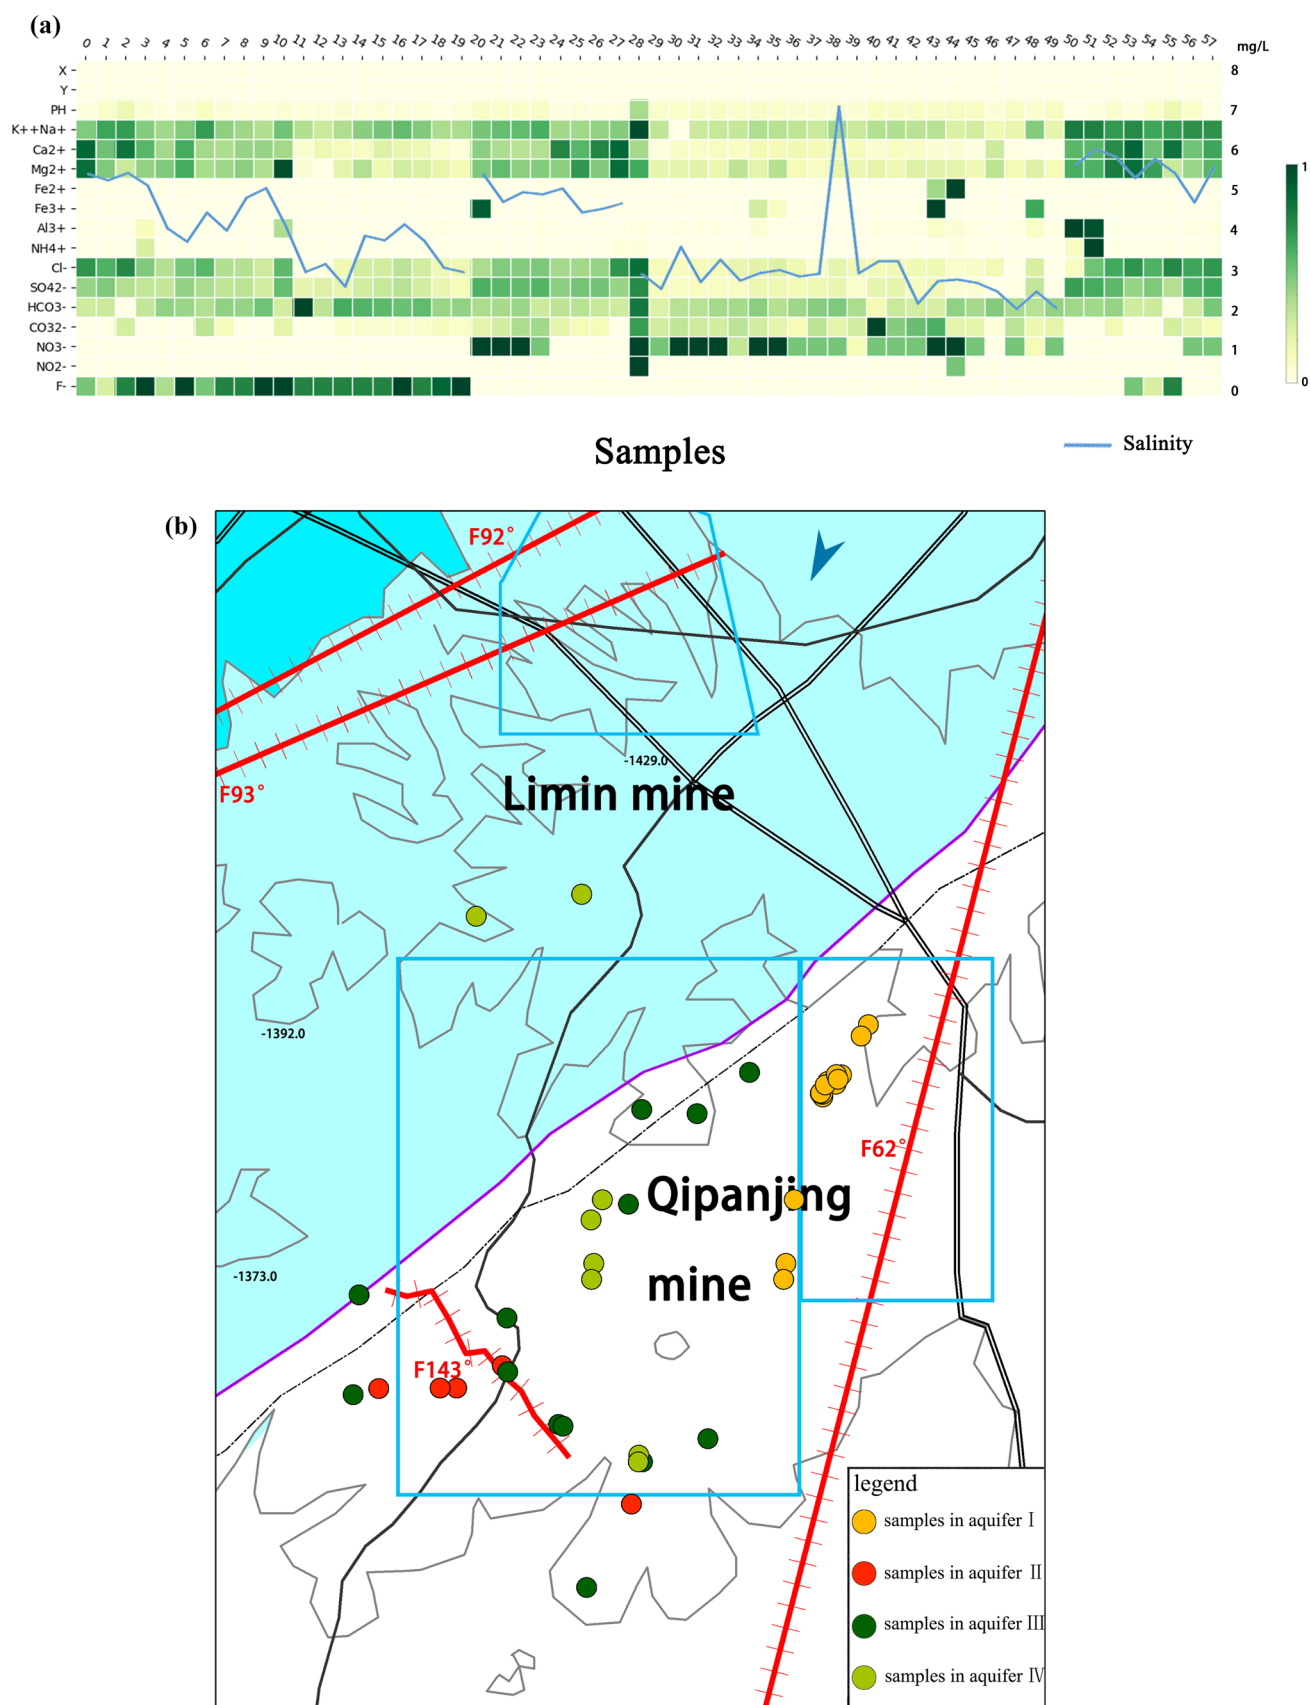 (a)
0 1 2 3 4 5 6 7 8 9 10 11 12 13 14 15 16 17 18 19 20 21 22 23 24 25 26 27 28 29 30 31 32 33 34 35 36 37 38 39 40 41 42 43 44 45 46 47 48 49 50 51 52 53 54 55 56 57
mg/L
X
Y
PH
K++Na+
Ca2+
Mg2+
Fe2+
Fe3+
Al3+
NH4+
Cl-
SO42-
HCO3-
CO32-
NO3-
NO2-
F-
8
7
6
5
4
3
2
1
0
1
0
Samples
Salinity
(b)
F92°
F93°
-1429.0
Limin mine
-1392.0
F62°
Qipanjing
mine
-1373.0
F143°
legend
samples in aquifer I
samples in aquifer II
samples in aquifer III
samples in aquifer IV